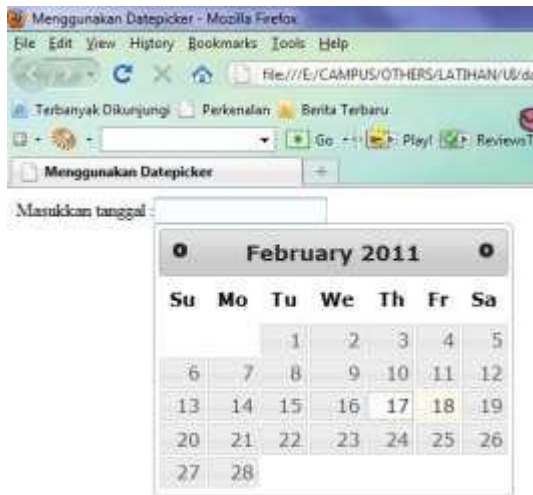 Menggunakan Datepicker - Mozilla Firefox
File Edit View History Bookmarks Tools Help
file:///E:/CAMPUS/OTHERS/LATIHAN/UI/da
Terbanyak Dikunjungi Perkenalan Berita Terbaru
Go Play! Reviews
Menggunakan Datepicker
Masukkan tanggal :
February 2011
Su Mo Tu We Th Fr Sa
1 2 3 4 5
6 7 8 9 10 11 12
13 14 15 16 17 18 19
20 21 22 23 24 25 26
27 28